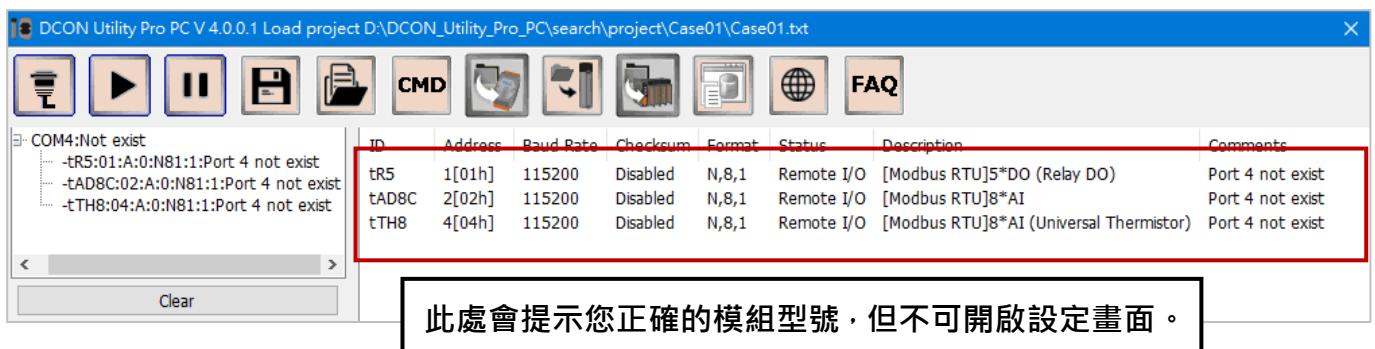 DCON Utility Pro PC V 4.0.0.1 Load project D:\DCON_Utility_Pro_PC\search\project\Case01\Case01.txt
CMD FAQ
COM4:Not exist
-tR5:01:A:0:N81:1:Port 4 not exist
-tAD8C:02:A:0:N81:1:Port 4 not exist
-tTH8:04:A:0:N81:1:Port 4 not exist
Clear
ID Address Baud Rate Checksum Format Status Description Comments
tR5 1[01h] 115200 Disabled N,8,1 Remote I/O [Modbus RTU]5*DO (Relay DO) Port 4 not exist
tAD8C 2[02h] 115200 Disabled N,8,1 Remote I/O [Modbus RTU]8*AI Port 4 not exist
tTH8 4[04h] 115200 Disabled N,8,1 Remote I/O [Modbus RTU]8*AI (Universal Thermistor) Port 4 not exist
此處會提示您正確的模組型號，但不可開啟設定畫面。